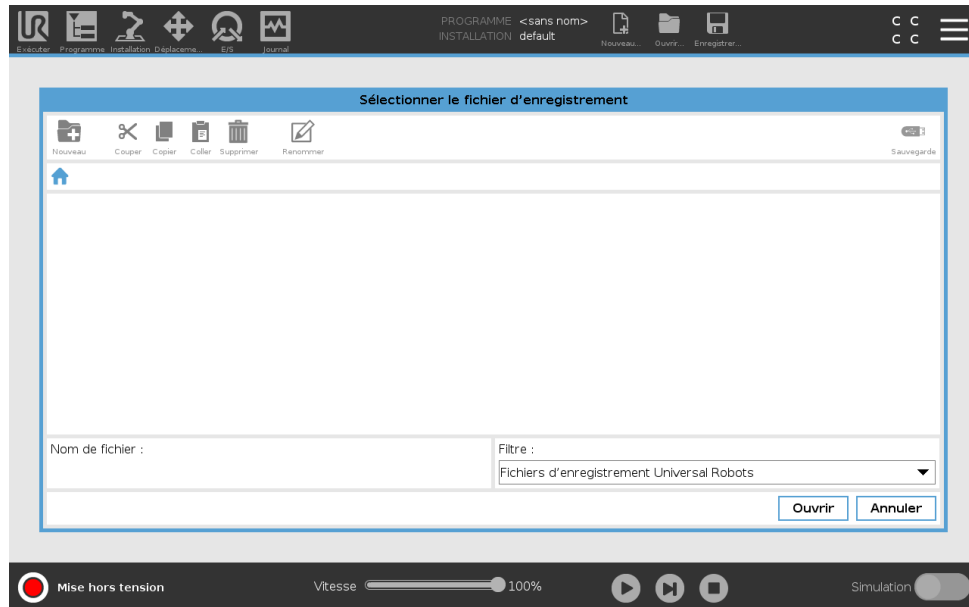 PROGRAMME <sans nom>
INSTALLATION default
C C
C C
Exécuter Programme Installation Déplaceme... E/S Journal Nouveau... Ouvrir... Enregistrer...
Sélectionner le fichier d'enregistrement
Nouveau Couper Copier Coller Supprimer Renommer Sauvegarde
Nom de fichier :
Filtre :
Fichiers d'enregistrement Universal Robots
Ouvrir Annuler
Mise hors tension Vitesse 100% Simulation